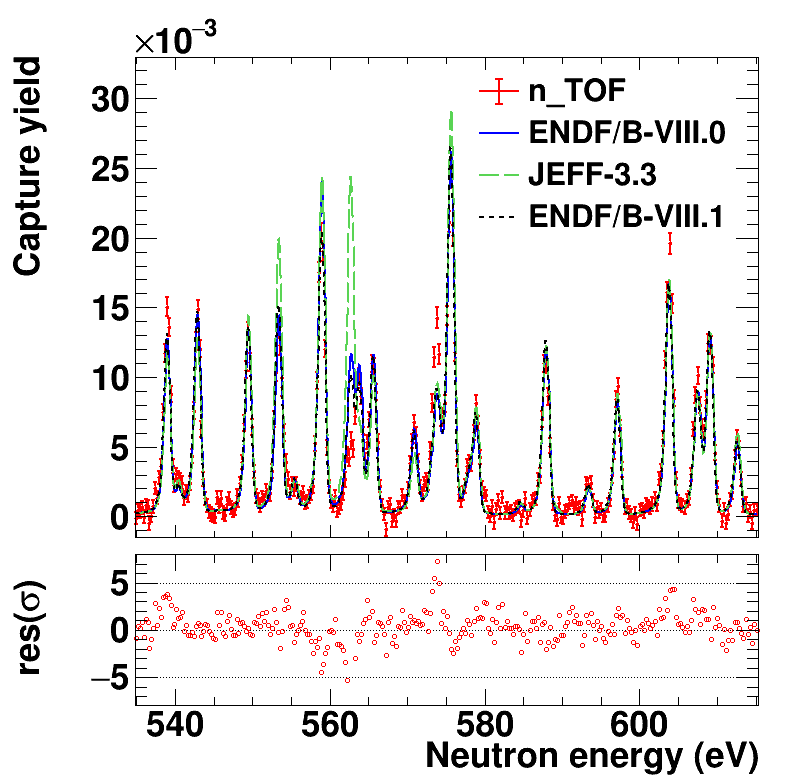 ×10⁻³
Capture yield
30
25
20
15
10
5
0
n_TOF
ENDF/B-VIII.0
JEFF-3.3
ENDF/B-VIII.1
res(σ)
5
0
−5
540 560 580 600
Neutron energy (eV)